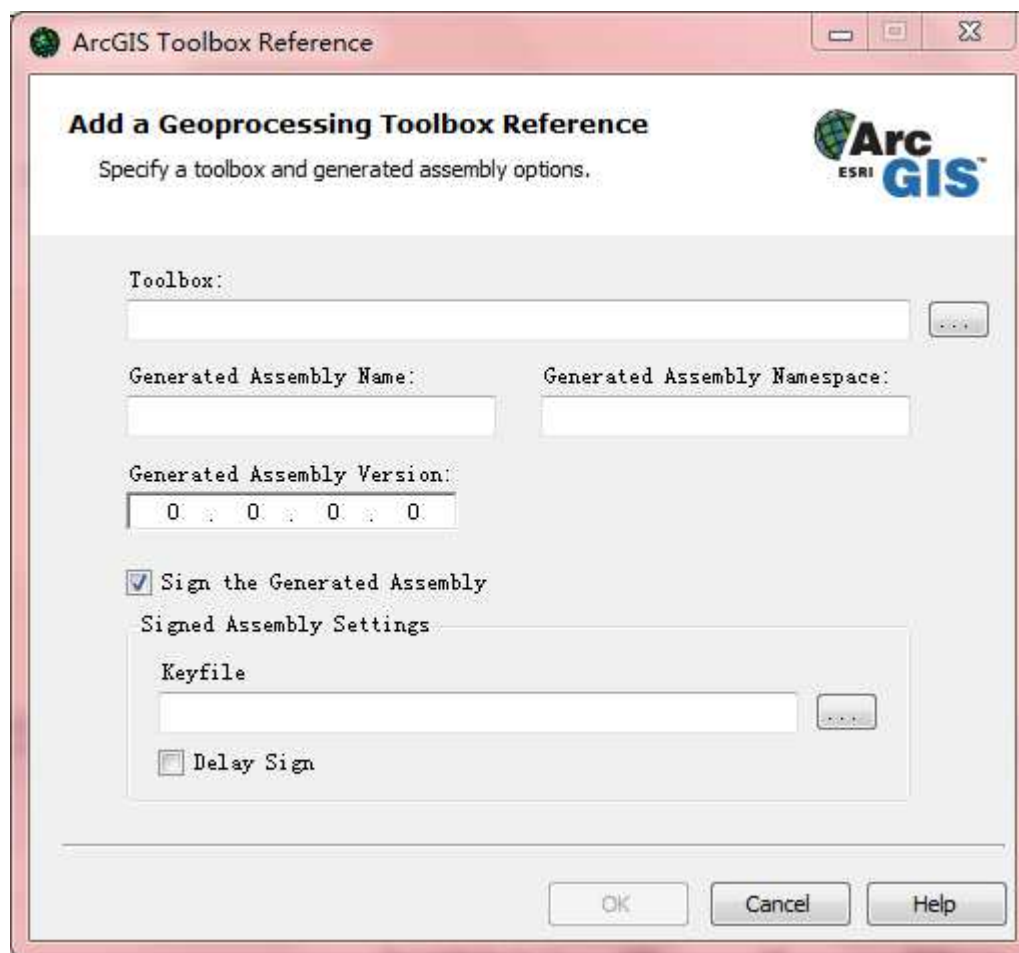 ArcGIS Toolbox Reference
Add a Geoprocessing Toolbox Reference
Specify a toolbox and generated assembly options.
Arc
ESRI GIS™
Toolbox:
...
Generated Assembly Name: Generated Assembly Namespace:
Generated Assembly Version:
0 . 0 . 0 . 0
Sign the Generated Assembly
Signed Assembly Settings
Keyfile
...
Delay Sign
OK Cancel Help